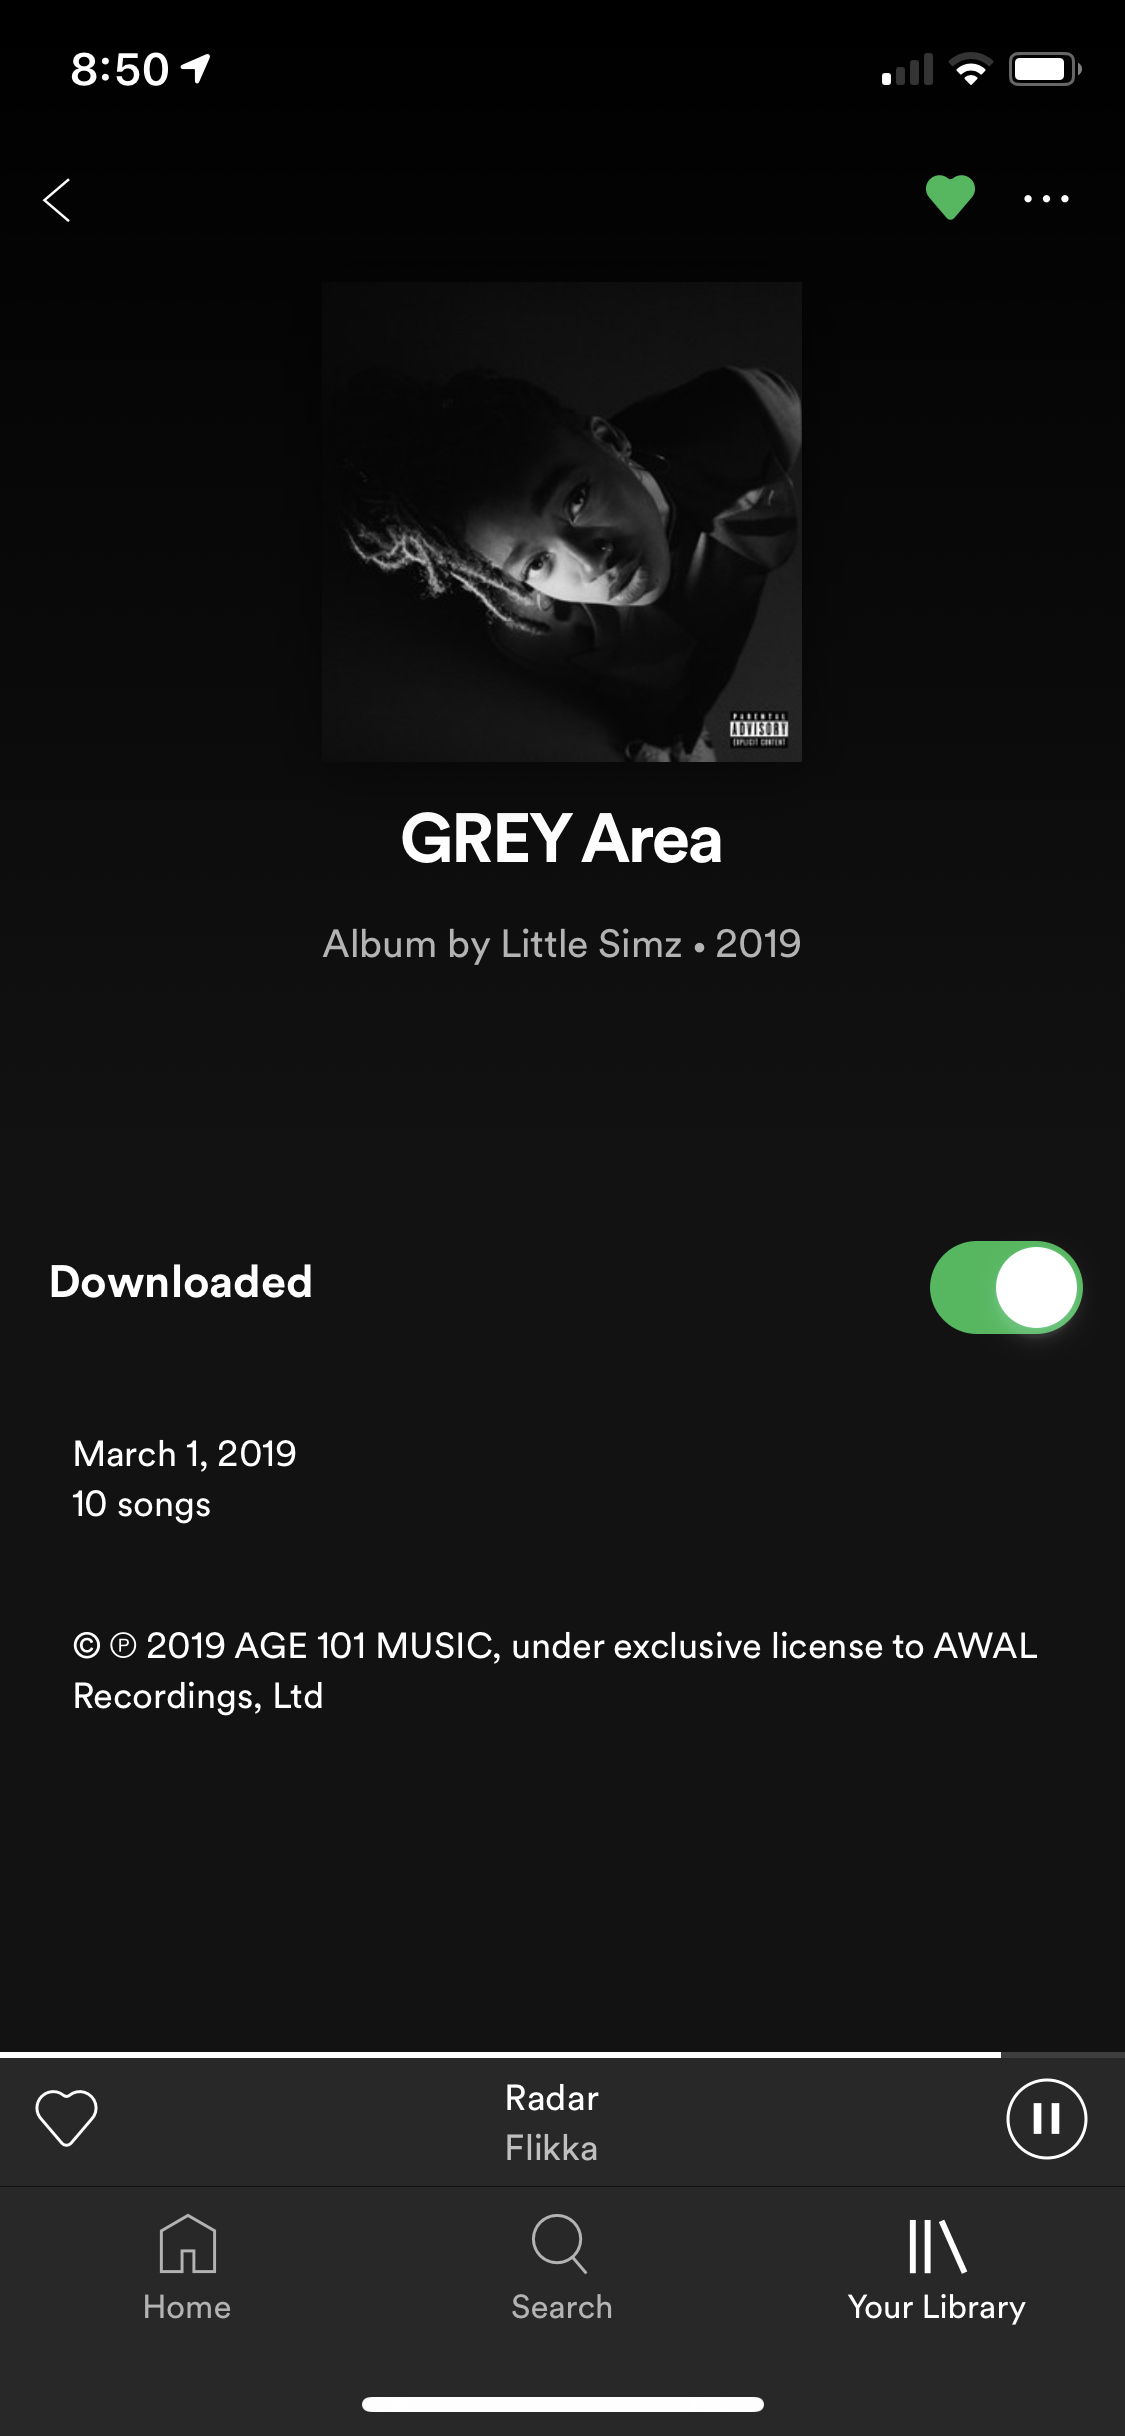 8:50
PARENTAL
ADVISORY
EXPLICIT CONTENT
GREY Area
Album by Little Simz • 2019
Downloaded
March 1, 2019
10 songs
© ℗ 2019 AGE 101 MUSIC, under exclusive license to AWAL
Recordings, Ltd
Radar
Flikka
Home
Search
Your Library